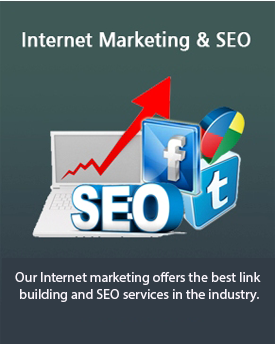 Internet Marketing & SEO
f
SEO
t
Our Internet marketing offers the best link
building and SEO services in the industry.